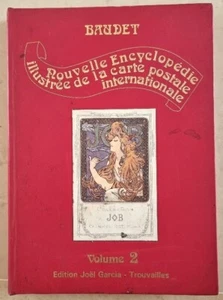 BAUDET
Nouvelle Encyclopédie
illustrée de la carte postale
internationale
JOB
Volume 2
Edition Joël Garcia - Trouvailles